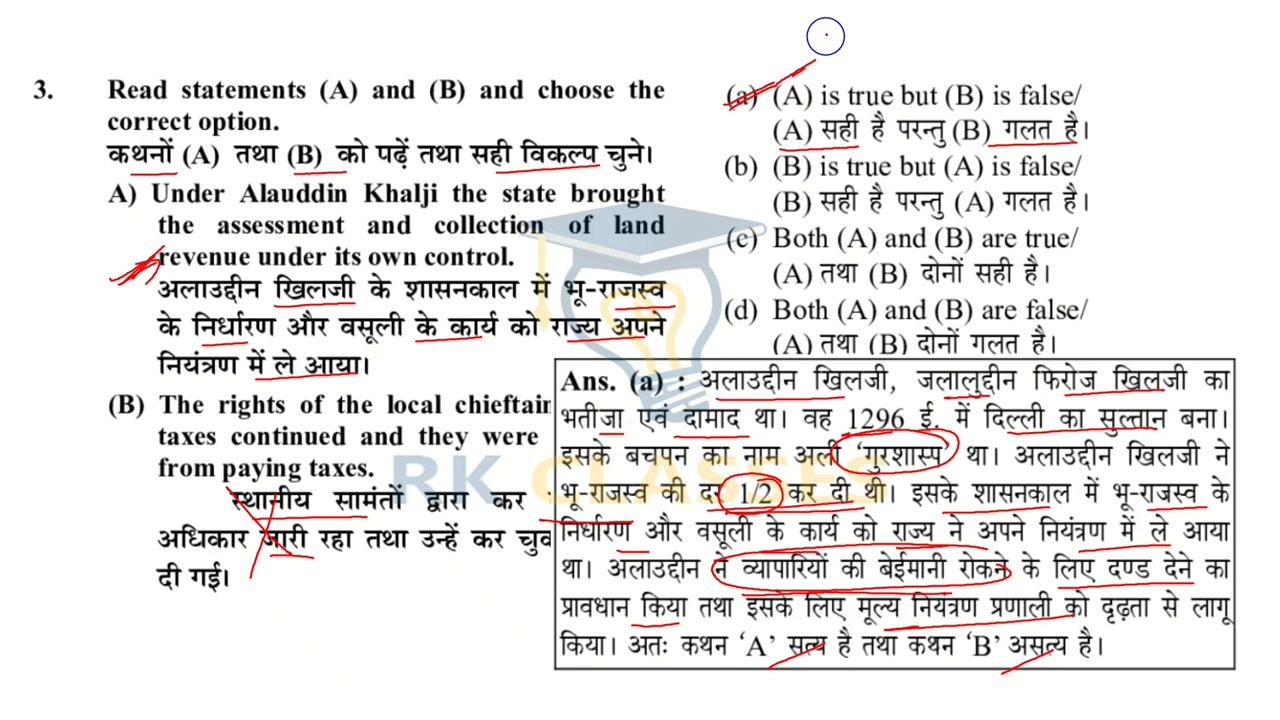 3. Read statements (A) and (B) and choose the
correct option.
कथनों (A) तथा (B) को पढ़ें तथा सही विकल्प चुने।
A) Under Alauddin Khalji the state brought
the assessment and collection of land
revenue under its own control.
अलाउद्दीन खिलजी के शासनकाल में भू-राजस्व
के निर्धारण और वसूली के कार्य को राज्य अपने
नियंत्रण में ले आया।
(B) The rights of the local chieftain
taxes continued and they were
from paying taxes.
स्थानीय सामंतों द्वारा कर
अधिकार जारी रहा तथा उन्हें कर चुव
दी गई।
(a) (A) is true but (B) is false/
(A) सही है परन्तु (B) गलत है।
(b) (B) is true but (A) is false/
(B) सही है परन्तु (A) गलत है।
(c) Both (A) and (B) are true/
(A) तथा (B) दोनों सही है।
(d) Both (A) and (B) are false/
(A) तथा (B) दोनों गलत है।
Ans. (a) : अलाउद्दीन खिलजी, जलालुद्दीन फिरोज खिलजी का
भतीजा एवं दामाद था। वह 1296 ई. में दिल्ली का सुल्तान बना।
इसके बचपन का नाम अली 'गुरशास्प' था। अलाउद्दीन खिलजी ने
भू-राजस्व की दर 1/2 कर दी थी। इसके शासनकाल में भू-राजस्व के
निर्धारण और वसूली के कार्य को राज्य ने अपने नियंत्रण में ले आया
था। अलाउद्दीन ने व्यापारियों की बेईमानी रोकने के लिए दण्ड देने का
प्रावधान किया तथा इसके लिए मूल्य नियंत्रण प्रणाली को दृढ़ता से लागू
किया। अतः कथन 'A' सत्य है तथा कथन 'B' असत्य है।
RK CLASSES